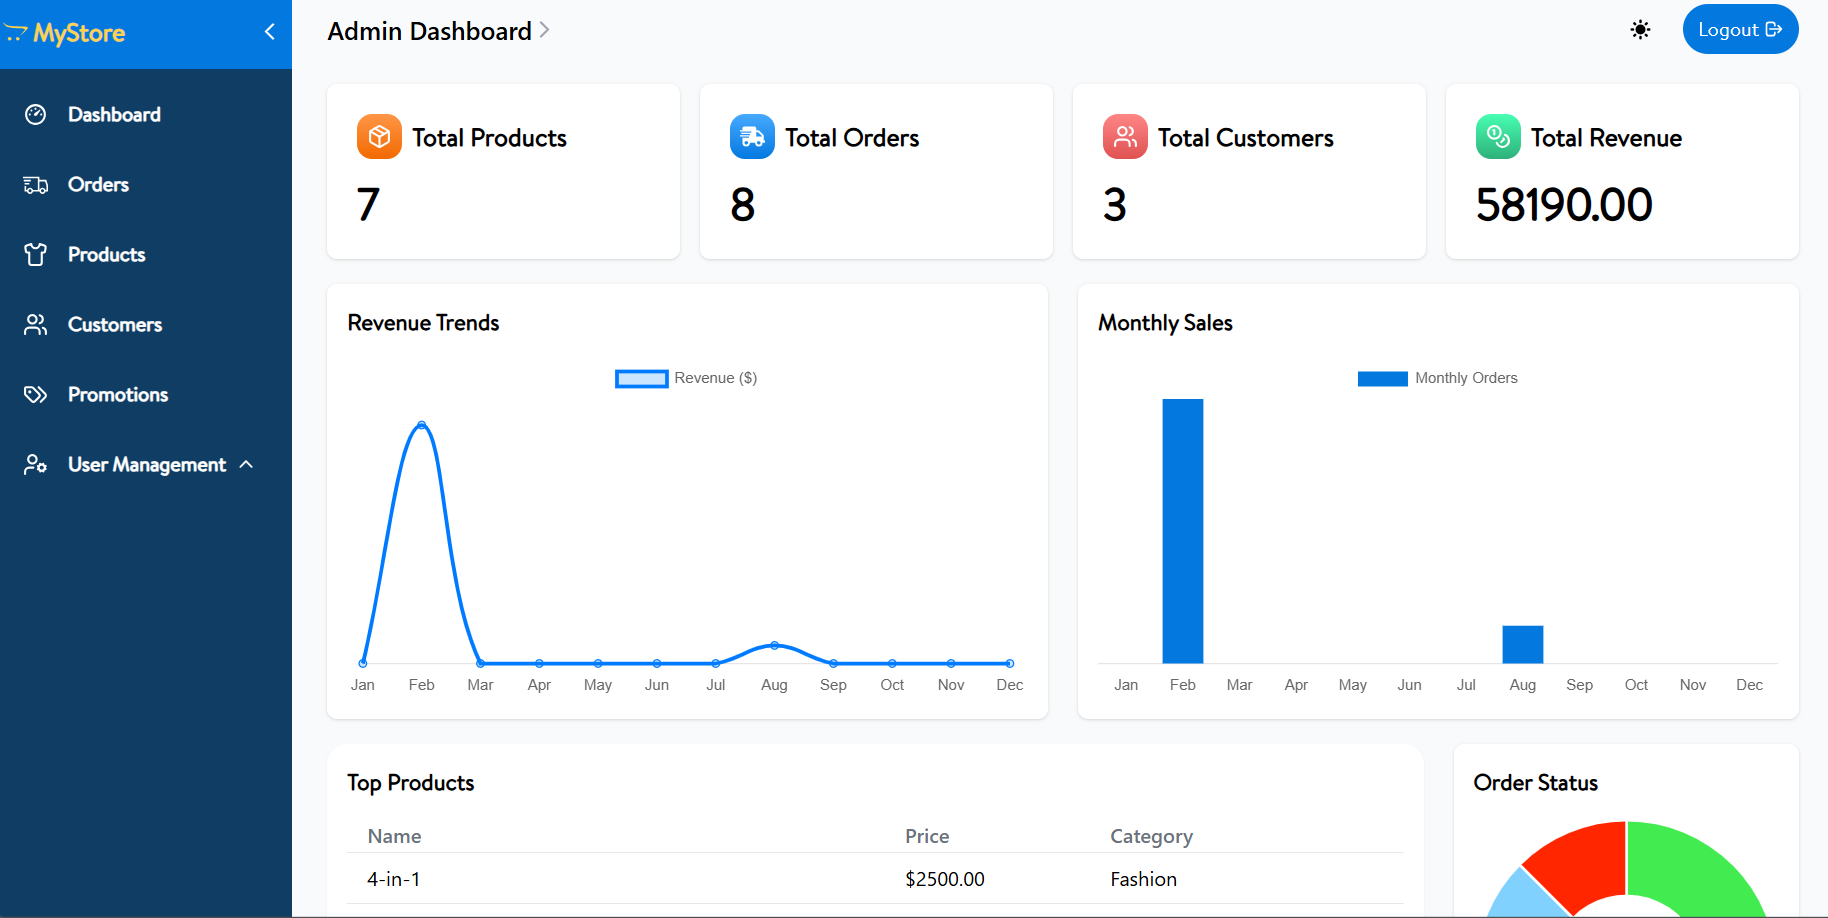 MyStore
Dashboard
Orders
Products
Customers
Promotions
User Management
Admin Dashboard
Logout
Total Products
7
Total Orders
8
Total Customers
3
Total Revenue
58190.00
Revenue Trends
Revenue ($)
Jan Feb Mar Apr May Jun Jul Aug Sep Oct Nov Dec
Monthly Sales
Monthly Orders
Jan Feb Mar Apr May Jun Jul Aug Sep Oct Nov Dec
Top Products
Name Price Category
4-in-1 $2500.00 Fashion
Order Status